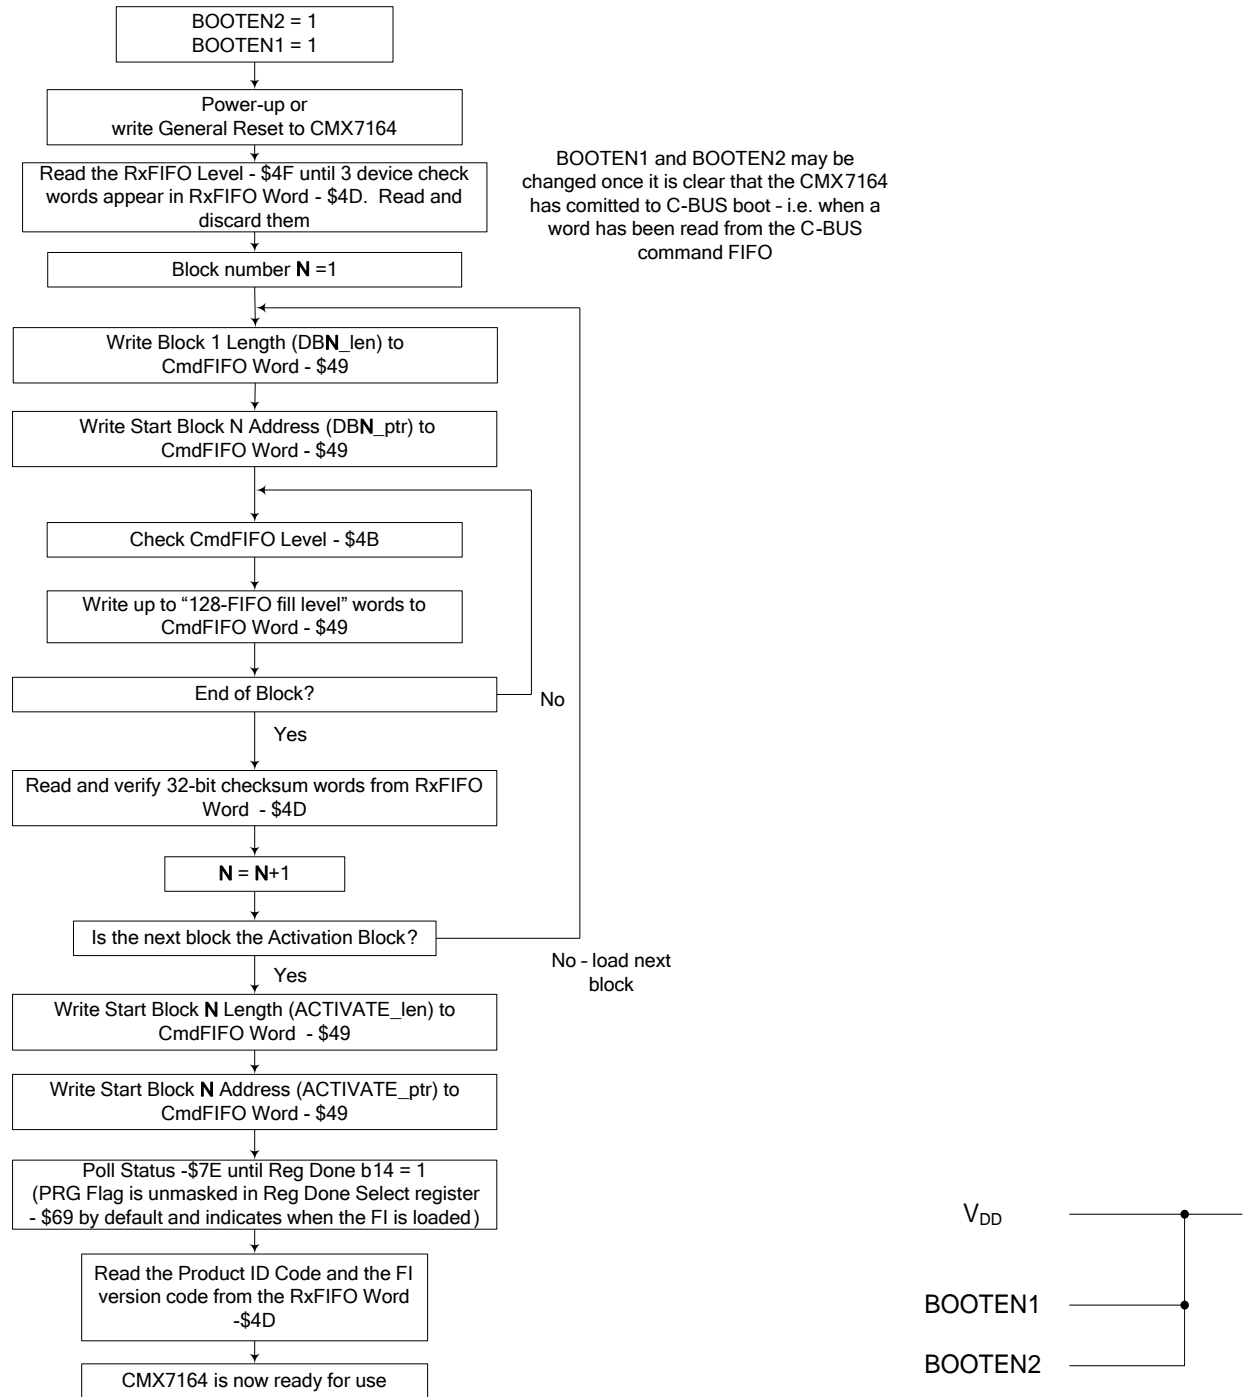 BOOTEN2 = 1
BOOTEN1 = 1
Power-up or
write General Reset to CMX7164
Read the RxFIFO Level - $4F until 3 device check
words appear in RxFIFO Word - $4D. Read and
discard them
BOOTEN1 and BOOTEN2 may be
changed once it is clear that the CMX7164
has comitted to C-BUS boot - i.e. when a
word has been read from the C-BUS
command FIFO
Block number N =1
Write Block 1 Length (DBN_len) to
CmdFIFO Word - $49
Write Start Block N Address (DBN_ptr) to
CmdFIFO Word - $49
Check CmdFIFO Level - $4B
Write up to “128-FIFO fill level” words to
CmdFIFO Word - $49
End of Block?
No
Yes
Read and verify 32-bit checksum words from RxFIFO
Word - $4D
N = N+1
Is the next block the Activation Block?
No - load next
block
Yes
Write Start Block N Length (ACTIVATE_len) to
CmdFIFO Word - $49
Write Start Block N Address (ACTIVATE_ptr) to
CmdFIFO Word - $49
Poll Status -$7E until Reg Done b14 = 1
(PRG Flag is unmasked in Reg Done Select register
- $69 by default and indicates when the FI is loaded)
Read the Product ID Code and the FI
version code from the RxFIFO Word
-$4D
CMX7164 is now ready for use
VDD
BOOTEN1
BOOTEN2